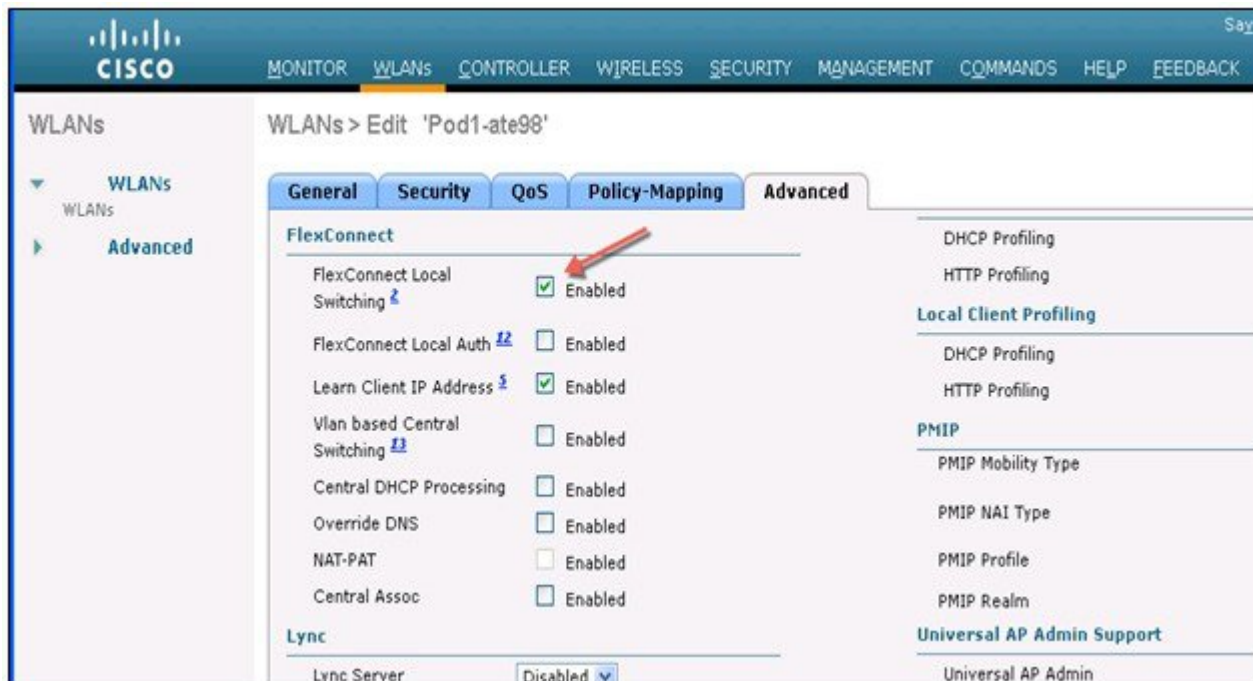 Say
CISCO
MONITOR WLANs CONTROLLER WIRELESS SECURITY MANAGEMENT COMMANDS HELP FEEDBACK
WLANs
WLANs > Edit 'Pod1-ate98'
WLANs
WLANs
Advanced
General Security QoS Policy-Mapping Advanced
FlexConnect
FlexConnect Local
Switching 2
Enabled
FlexConnect Local Auth 12 Enabled
Learn Client IP Address 5 Enabled
Vlan based Central
Switching 13
Enabled
Central DHCP Processing Enabled
Override DNS Enabled
NAT-PAT Enabled
Central Assoc Enabled
Lync
Lync Server Disabled
DHCP Profiling
HTTP Profiling
Local Client Profiling
DHCP Profiling
HTTP Profiling
PMIP
PMIP Mobility Type
PMIP NAI Type
PMIP Profile
PMIP Realm
Universal AP Admin Support
Universal AP Admin